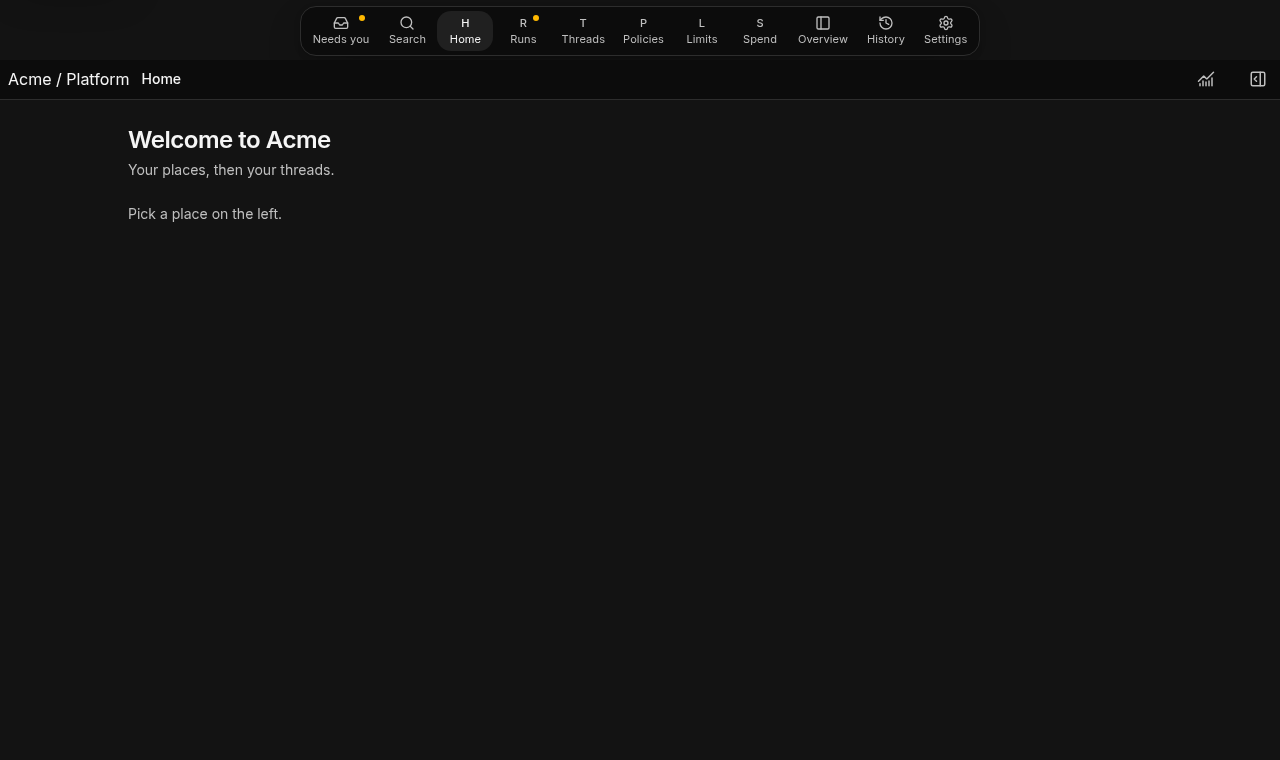 H R T P L S
Needs you Search Home Runs Threads Policies Limits Spend Overview History Settings
Acme / Platform Home
Welcome to Acme
Your places, then your threads.
Pick a place on the left.